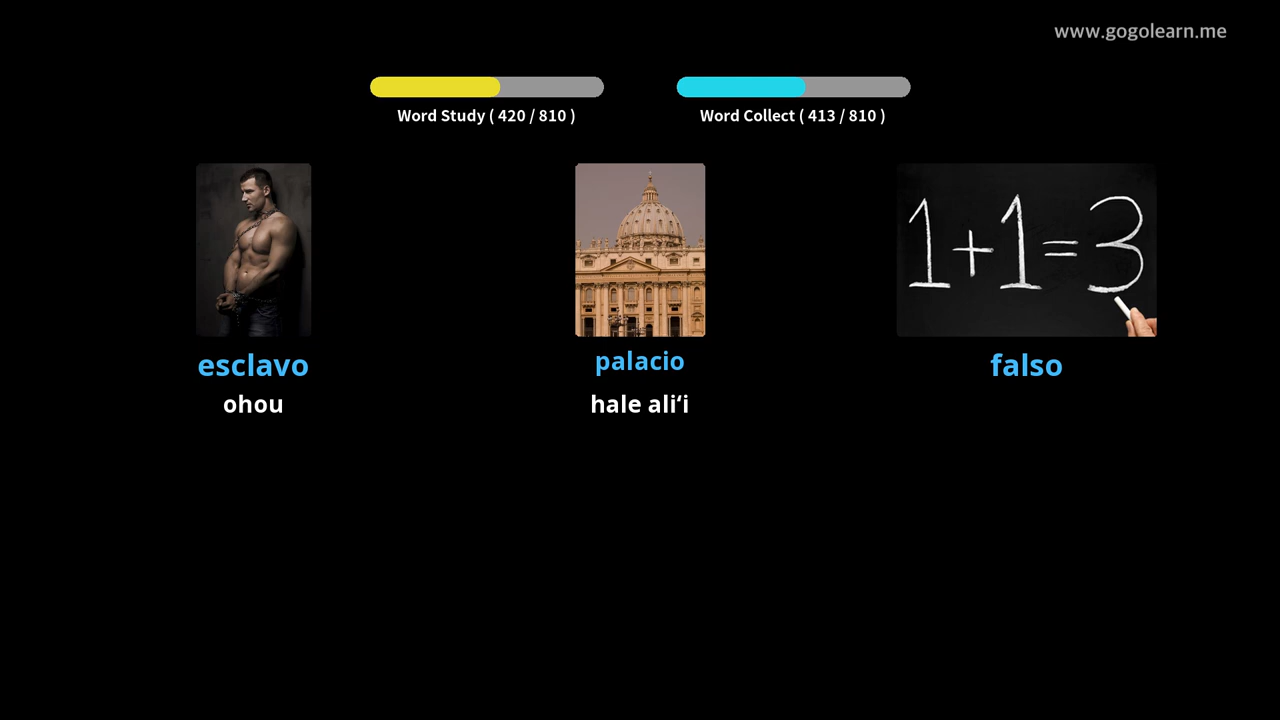 www.gogolearn.me
Word Study ( 420 / 810 )
Word Collect ( 413 / 810 )
1+1=3
esclavo
palacio
falso
ohou
hale aliʻi